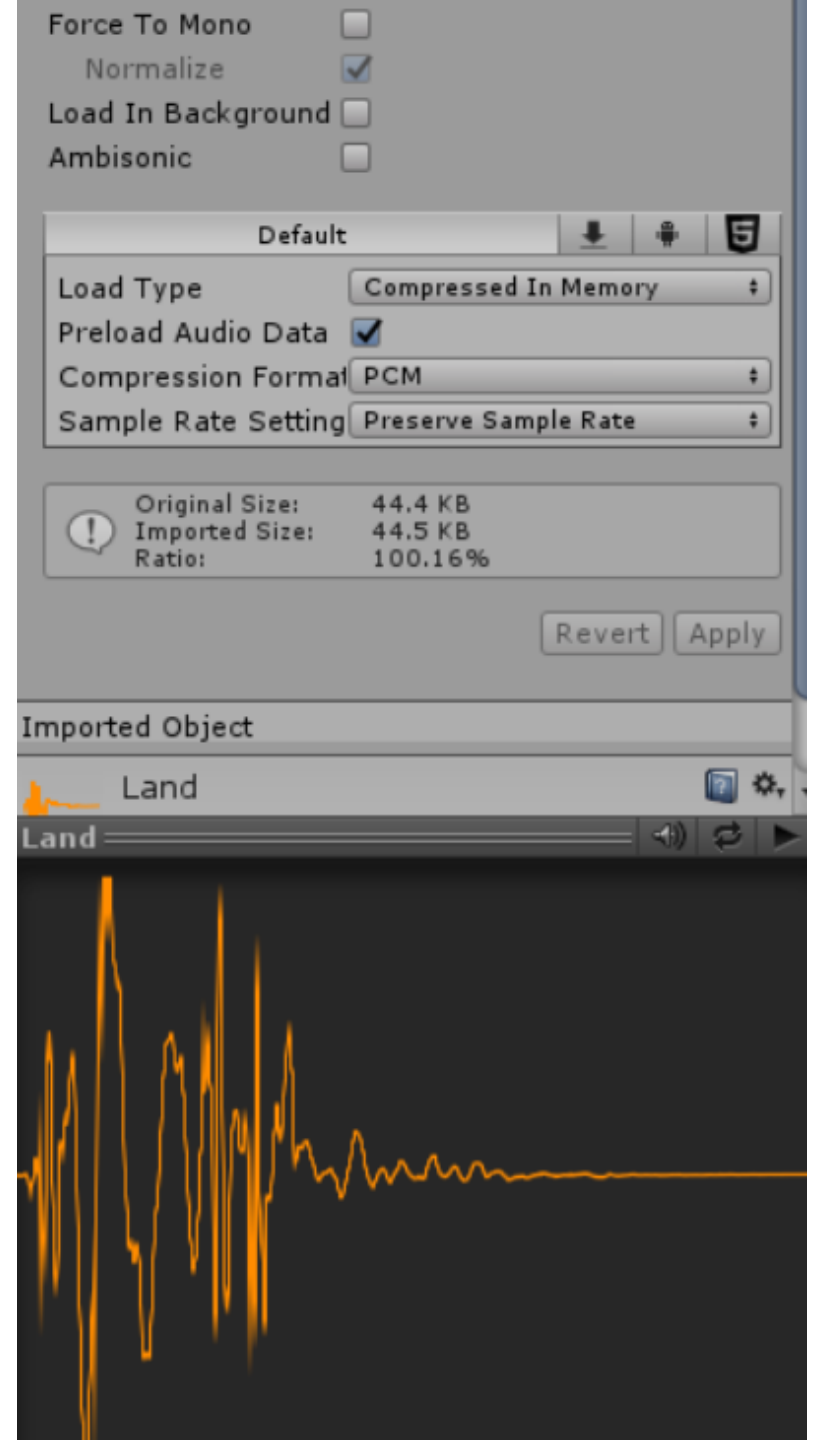 Force To Mono
Normalize
Load In Background
Ambisonic
Default
Load Type Compressed In Memory
Preload Audio Data
Compression Format PCM
Sample Rate Setting Preserve Sample Rate
Original Size: 44.4 KB
Imported Size: 44.5 KB
Ratio: 100.16%
Revert Apply
Imported Object
Land
Land